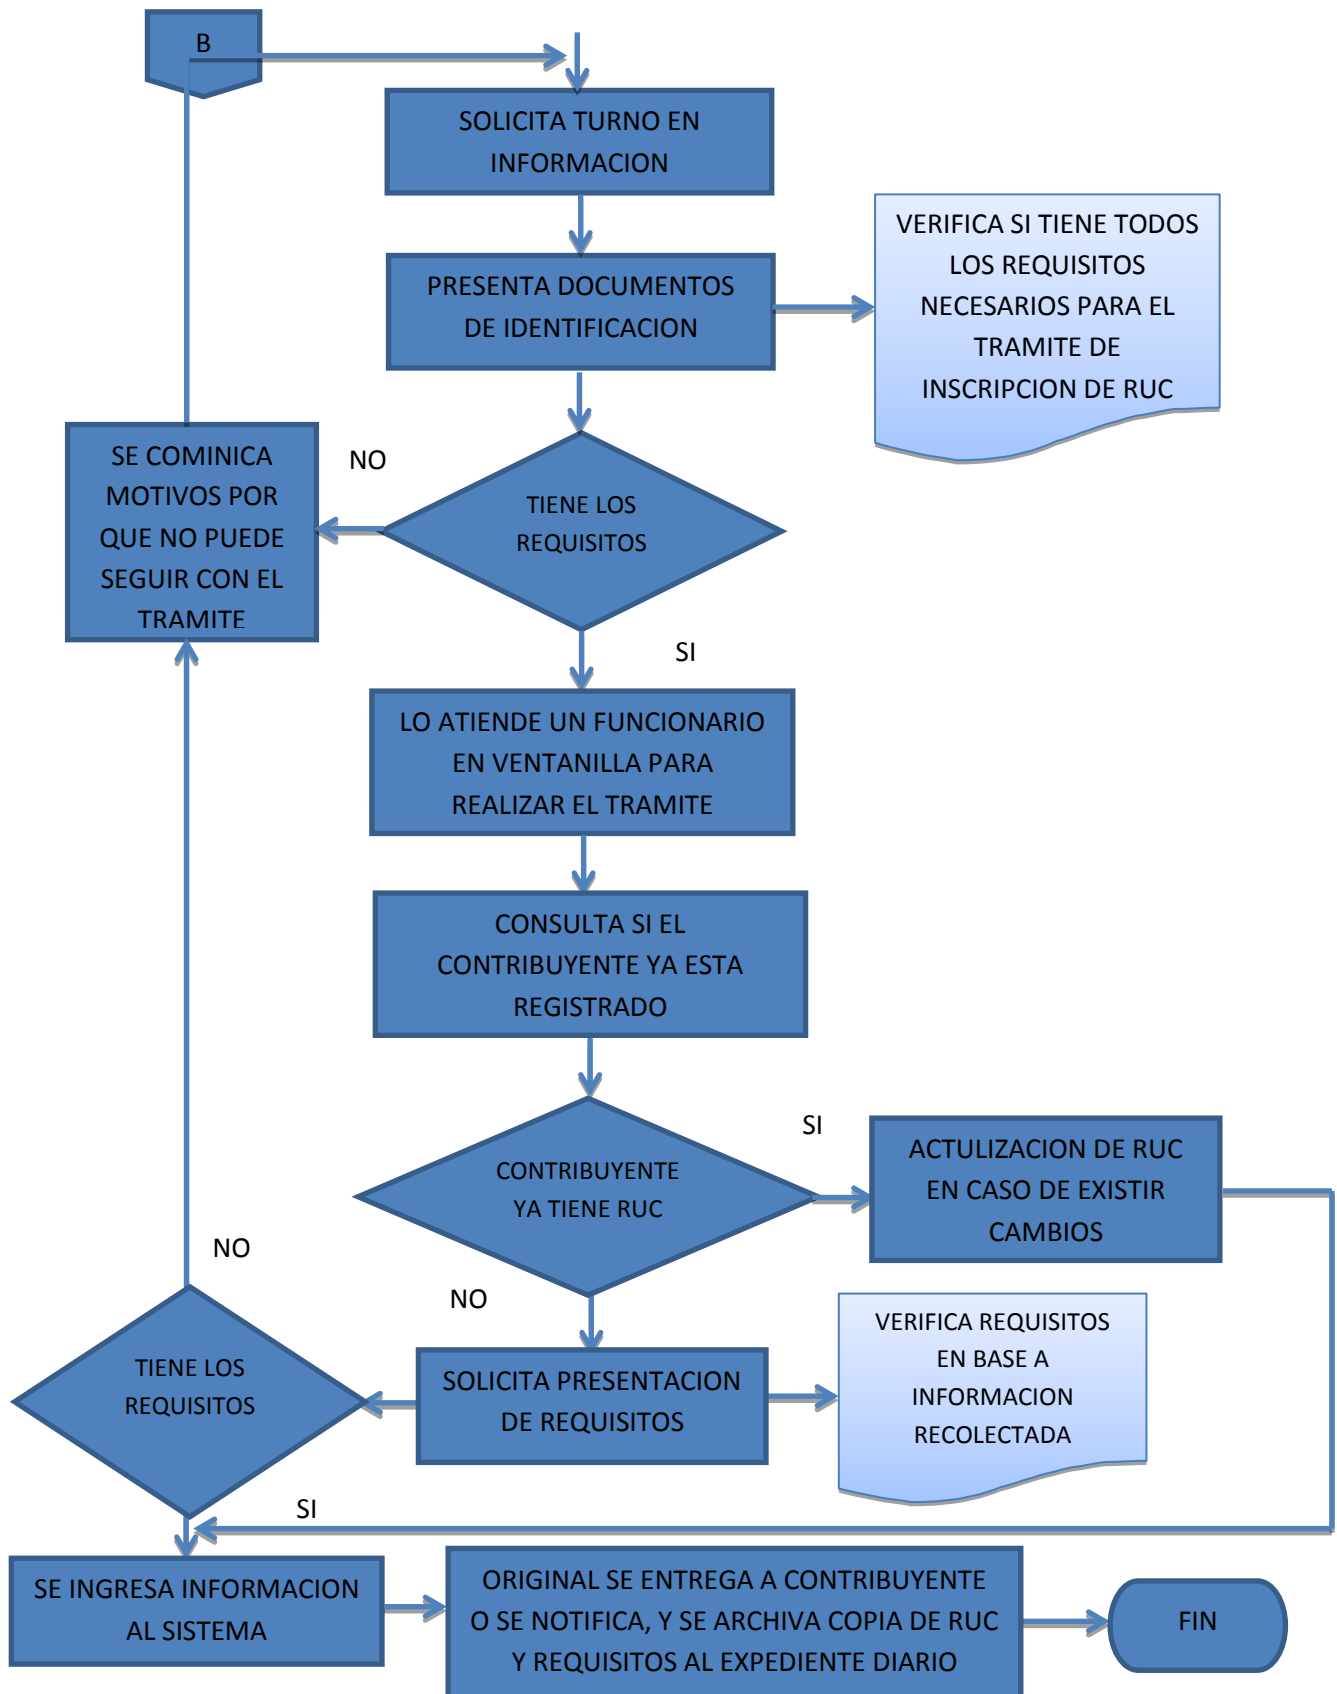 B
SOLICITA TURNO EN
INFORMACION
PRESENTA DOCUMENTOS
DE IDENTIFICACION
VERIFICA SI TIENE TODOS
LOS REQUISITOS
NECESARIOS PARA EL
TRAMITE DE
INSCRIPCION DE RUC
SE COMINICA
MOTIVOS POR
QUE NO PUEDE
SEGUIR CON EL
TRAMITE
NO
TIENE LOS
REQUISITOS
SI
LO ATIENDE UN FUNCIONARIO
EN VENTANILLA PARA
REALIZAR EL TRAMITE
CONSULTA SI EL
CONTRIBUYENTE YA ESTA
REGISTRADO
CONTRIBUYENTE
YA TIENE RUC
SI
ACTULIZACION DE RUC
EN CASO DE EXISTIR
CAMBIOS
NO
NO
TIENE LOS
REQUISITOS
SOLICITA PRESENTACION
DE REQUISITOS
VERIFICA REQUISITOS
EN BASE A
INFORMACION
RECOLECTADA
SI
SE INGRESA INFORMACION
AL SISTEMA
ORIGINAL SE ENTREGA A CONTRIBUYENTE
O SE NOTIFICA, Y SE ARCHIVA COPIA DE RUC
Y REQUISITOS AL EXPEDIENTE DIARIO
FIN